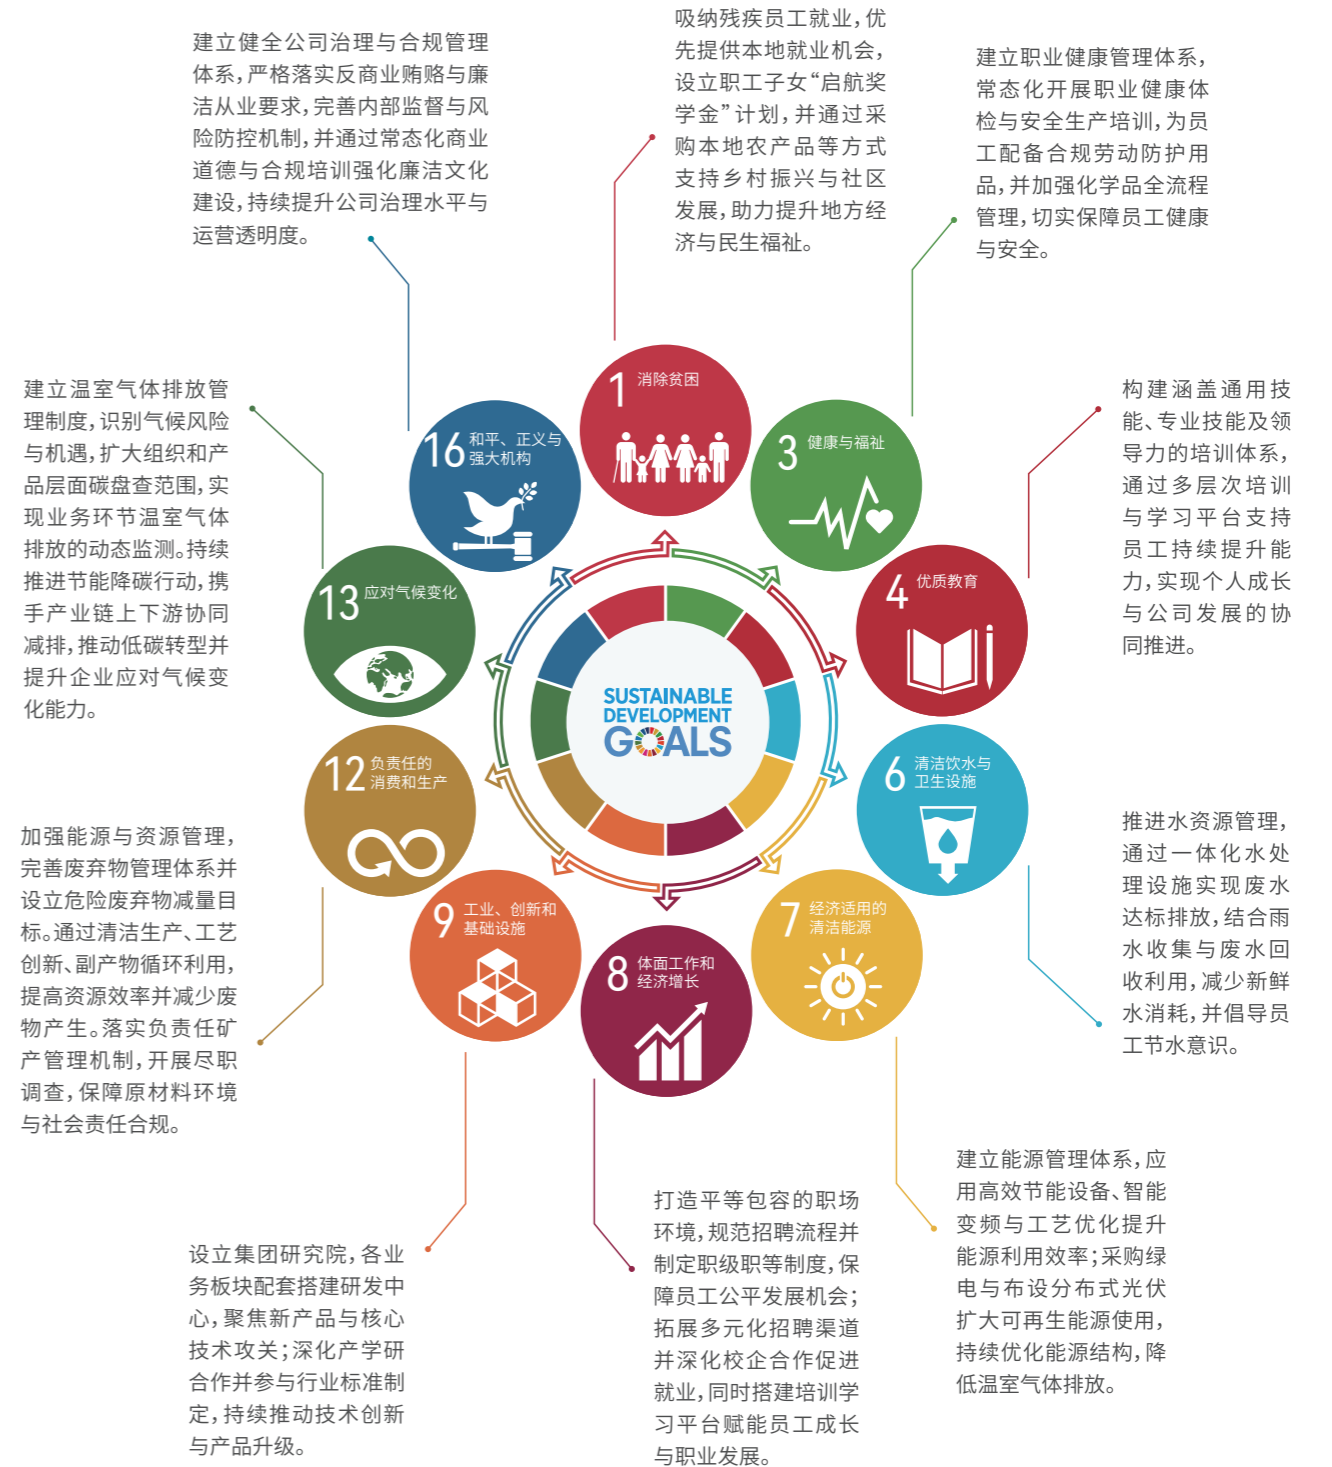 建立健全公司治理与合规管理
体系，严格落实反商业贿赂与廉
洁从业要求，完善内部监督与风
险防控机制，并通过常态化商业
道德与合规培训强化廉洁文化
建设，持续提升公司治理水平与
运营透明度。
吸纳残疾员工就业，优
先提供本地就业机会，
设立职工子女“启航奖
学金”计划，并通过采
购本地农产品等方式
支持乡村振兴与社区
发展，助力提升地方经
济与民生福祉。
建立职业健康管理体系，
常态化开展职业健康体
检与安全生产培训，为员
工配备合规劳动防护用
品，并加强化学品全流程
管理，切实保障员工健康
与安全。
构建涵盖通用技
能、专业技能及领
导力的培训体系，
通过多层次培训
与学习平台支持
员工持续提升能
力，实现个人成长
与公司发展的协
同推进。
推进水资源管理，
通过一体化水处
理设施实现废水
达标排放，结合雨
水收集与废水回
收利用，减少新鲜
水消耗，并倡导员
工节水意识。
建立能源管理体系，应
用高效节能设备、智能
变频与工艺优化提升
能源利用效率；采购绿
电与布设分布式光伏
扩大可再生能源使用，
持续优化能源结构，降
低温室气体排放。
打造平等包容的职场
环境，规范招聘流程并
制定职级职等制度，保
障员工公平发展机会；
拓展多元化招聘渠道
并深化校企合作促进
就业，同时搭建培训学
习平台赋能员工成长
与职业发展。
设立集团研究院，各业
务板块配套搭建研发中
心，聚焦新产品与核心
技术攻关；深化产学研
合作并参与行业标准制
定，持续推动技术创新
与产品升级。
加强能源与资源管理，
完善废弃物管理体系并
设立危险废弃物减量目
标。通过清洁生产、工艺
创新、副产物循环利用，
提高资源效率并减少废
物产生。落实负责任矿
产管理机制，开展尽职
调查，保障原材料环境
与社会责任合规。
建立温室气体排放管
理制度，识别气候风险
与机遇，扩大组织和产
品层面碳盘查范围，实
现业务环节温室气体
排放的动态监测。持续
推进节能降碳行动，携
手产业链上下游协同
减排，推动低碳转型并
提升企业应对气候变
化能力。
1 消除贫困
3 健康与福祉
4 优质教育
6 清洁饮水与
卫生设施
7 经济适用的
清洁能源
8 体面工作和
经济增长
9 工业、创新和
基础设施
12 负责任的
消费和生产
13 应对气候变化
16 和平、正义与
强大机构
SUSTAINABLE
DEVELOPMENT
GOALS